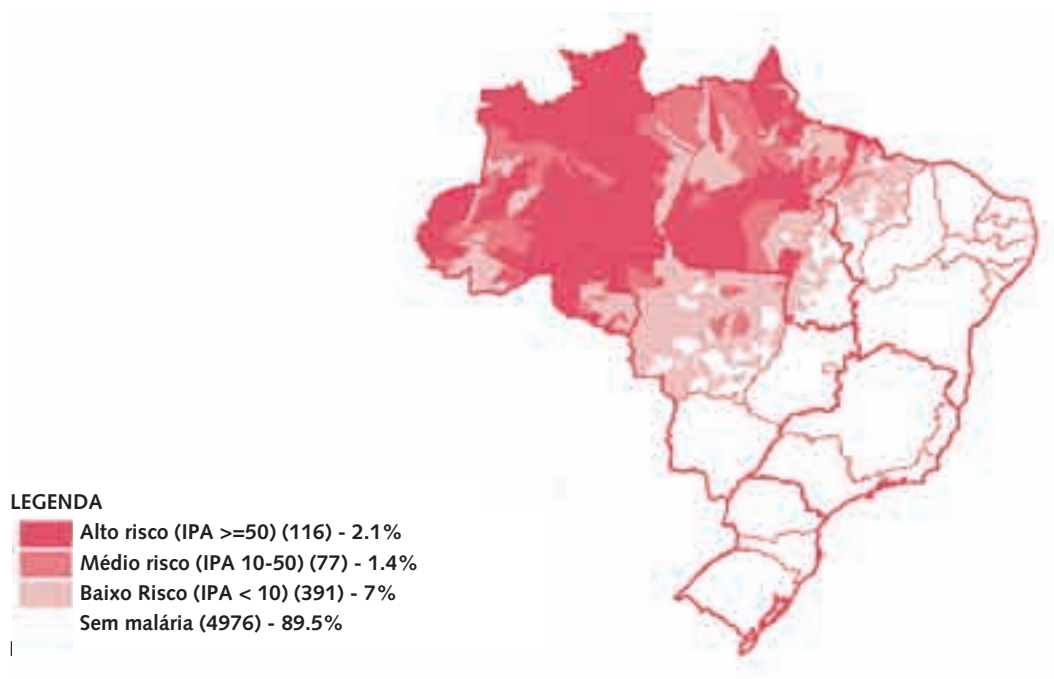 LEGENDA
Alto risco (IPA >=50) (116) - 2.1%
Médio risco (IPA 10-50) (77) - 1.4%
Baixo Risco (IPA < 10) (391) - 7%
Sem malária (4976) - 89.5%